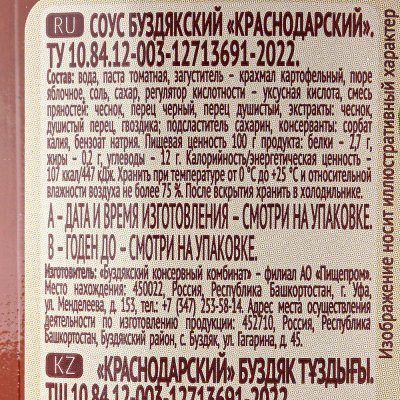 RU СОУС БУЗДЯКСКИЙ «КРАСНОДАРСКИЙ».
ТУ 10.84.12-003-12713691-2022.
Состав: вода, паста томатная, загуститель – крахмал картофельный, пюре
яблочное, соль, сахар, регулятор кислотности – уксусная кислота, смесь
пряностей: чеснок, перец черный, перец душистый, экстракты: чеснок,
душистый перец, гвоздика; подсластитель сахарин, консерванты: сорбат
калия, бензоат натрия. Пищевая ценность 100 г продукта: белки – 2,7 г,
жиры – 0,2 г, углеводы – 12 г. Калорийность/энергетическая ценность –
107 ккал/447 кДж. Хранить при температуре от 0° до +25 °С и относительной
влажности воздуха не более 75 %. После вскрытия хранить в холодильнике.
А – ДАТА И ВРЕМЯ ИЗГОТОВЛЕНИЯ – СМОТРИ НА УПАКОВКЕ.
В – ГОДЕН ДО – СМОТРИ НА УПАКОВКЕ.
Изготовитель: «Буздякский консервный комбинат» – филиал АО «Пищепром».
Место нахождения: 450022, Россия, Республика Башкортостан, г. Уфа,
ул. Менделеева, д. 153, тел.: +7 (347) 253-58-14. Адрес места осуществления
деятельности по изготовлению продукции: 452710, Россия, Республика
Башкортостан, Буздякский район, с. Буздяк, ул. Гагарина, д. 45.
KZ «КРАСНОДАРСКИЙ» БУЗДЯК ТҰЗДЫҒЫ.
ТШ 10.84.12-003-12713691-2022.
Изображение носит иллюстративный характер